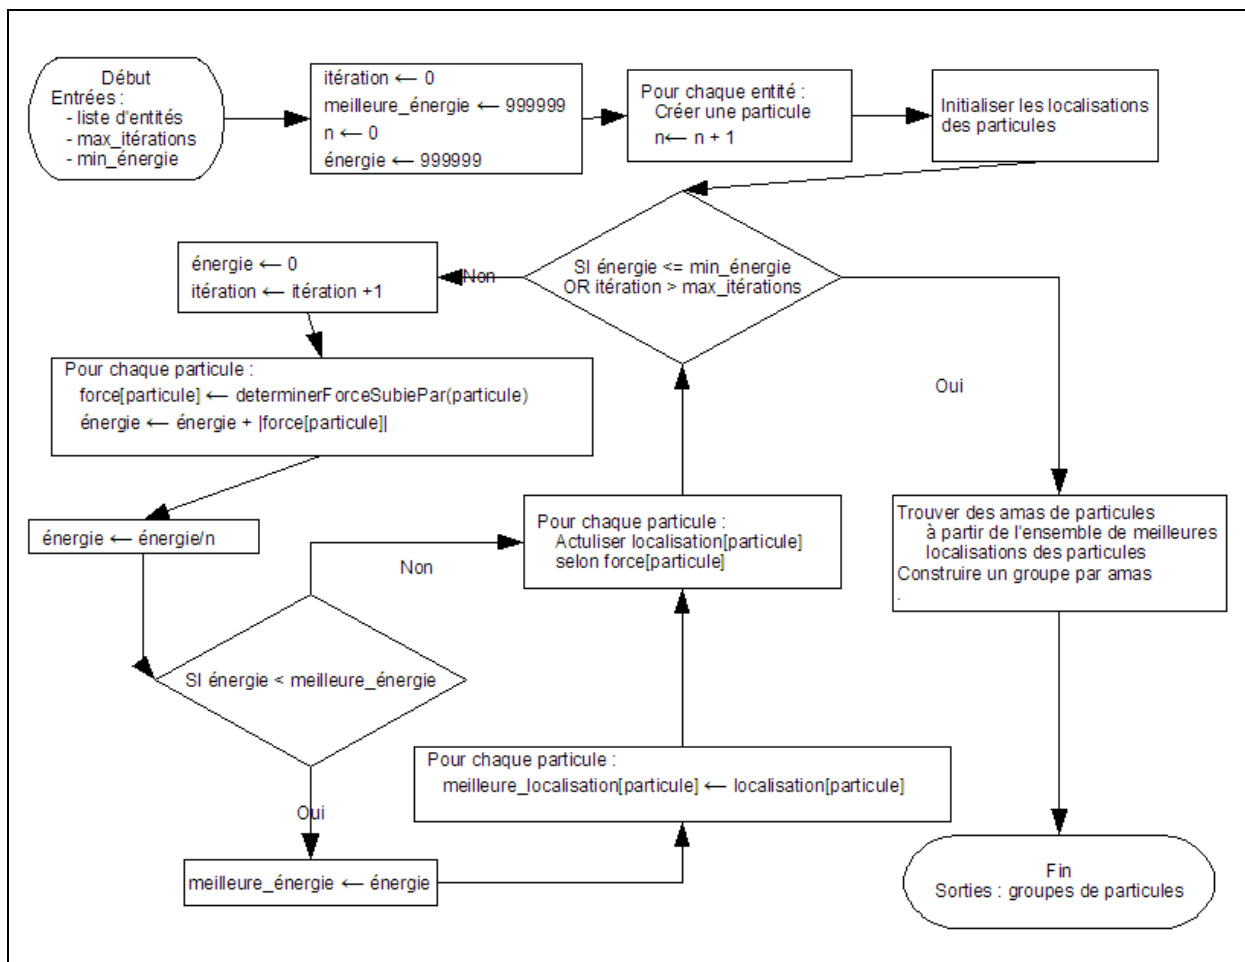 Début
Entrées :
- liste d'entités
- max_itérations
- min_énergie
itération ← 0
meilleure_énergie ← 999999
n ← 0
énergie ← 999999
Pour chaque entité :
Créer une particule
n← n + 1
Initialiser les localisations
des particules
SI énergie <= min_énergie
OR itération > max_itérations
Non
Oui
énergie ← 0
itération ← itération +1
Pour chaque particule :
force[particule] ← determinerForceSubiePar(particule)
énergie ← énergie + |force[particule]|
énergie ← énergie/n
SI énergie < meilleure_énergie
Non
Oui
meilleure_énergie ← énergie
Pour chaque particule :
meilleure_localisation[particule] ← localisation[particule]
Pour chaque particule :
Actuliser localisation[particule]
selon force[particule]
Trouver des amas de particules
à partir de l'ensemble de meilleures
localisations des particules
Construire un groupe par amas
.
Fin
Sorties : groupes de particules